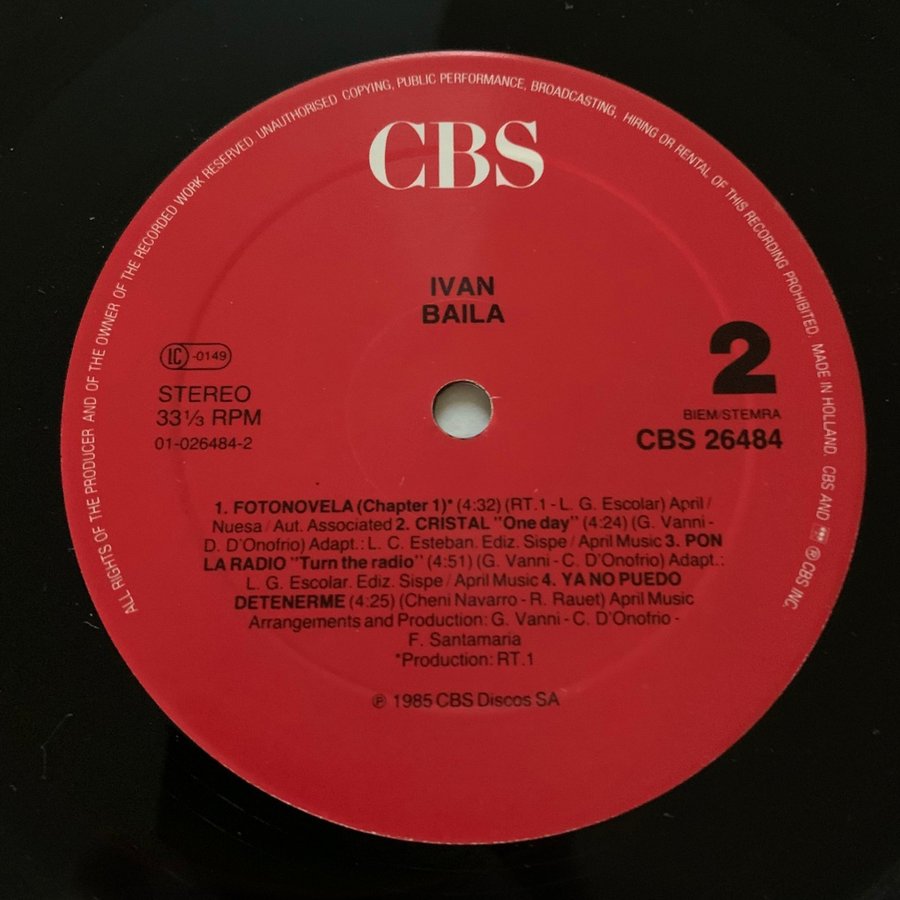 ALL RIGHTS OF THE PRODUCER AND OF THE OWNER OF THE RECORDED WORK RESERVED. UNAUTHORISED COPYING, PUBLIC PERFORMANCE, BROADCASTING, HIRING OR RENTAL OF THIS RECORDING PROHIBITED. MADE IN HOLLAND. CBS AND ℗ CBS INC.
CBS
IVAN
BAILA
LC -0149
STEREO
33 1/3 RPM
01-026484-2
2
BIEM/STEMRA
CBS 26484
1. FOTONOVELA (Chapter 1)* (4:32) (RT.1 - L. G. Escolar) April /
Nuesa / Aut. Associated 2. CRISTAL "One day" (4:24) (G. Vanni -
D. D'Onofrio) Adapt.: L. C. Esteban. Ediz. Sispe / April Music 3. PON
LA RADIO "Turn the radio" (4:51) (G. Vanni - C. D'Onofrio) Adapt.:
L. G. Escolar. Ediz. Sispe / April Music 4. YA NO PUEDO
DETENERME (4:25) (Cheni Navarro - R. Rauet) April Music
Arrangements and Production: G. Vanni - C. D'Onofrio -
F. Santamaria
*Production: RT.1
℗ 1985 CBS Discos SA